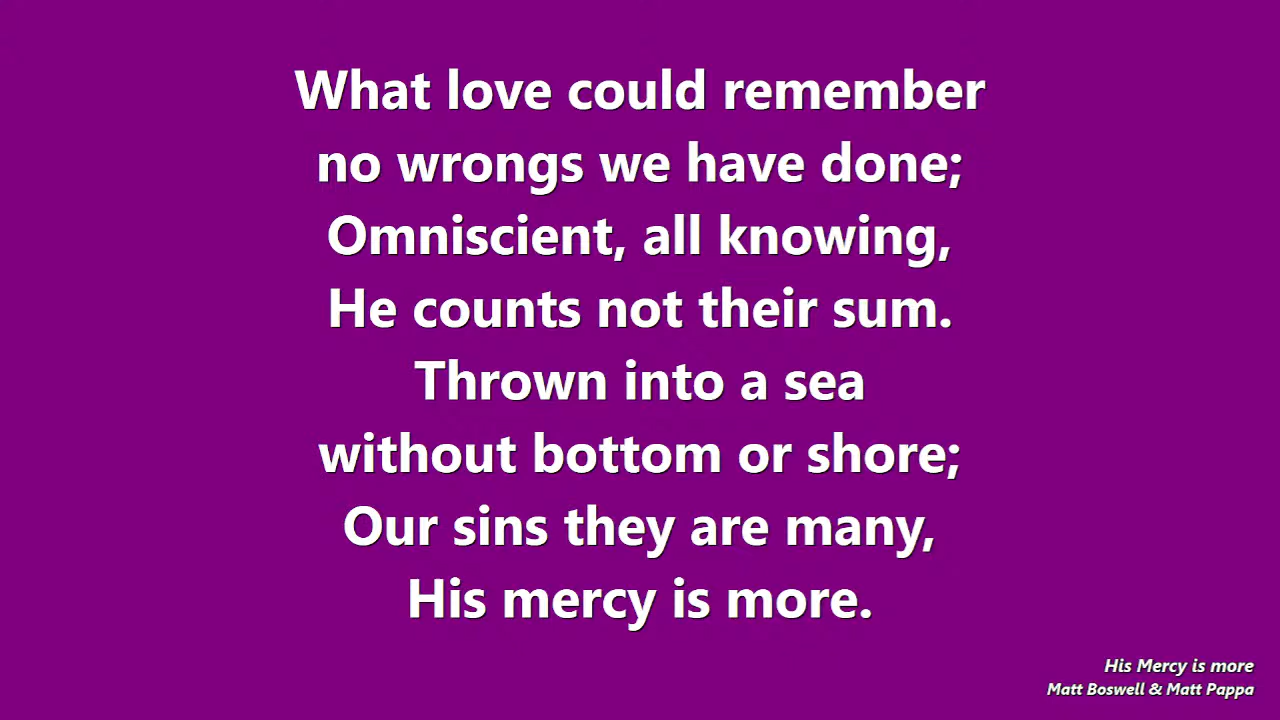 What love could remember
no wrongs we have done;
Omniscient, all knowing,
He counts not their sum.
Thrown into a sea
without bottom or shore;
Our sins they are many,
His mercy is more.
His Mercy is more
Matt Boswell & Matt Pappa